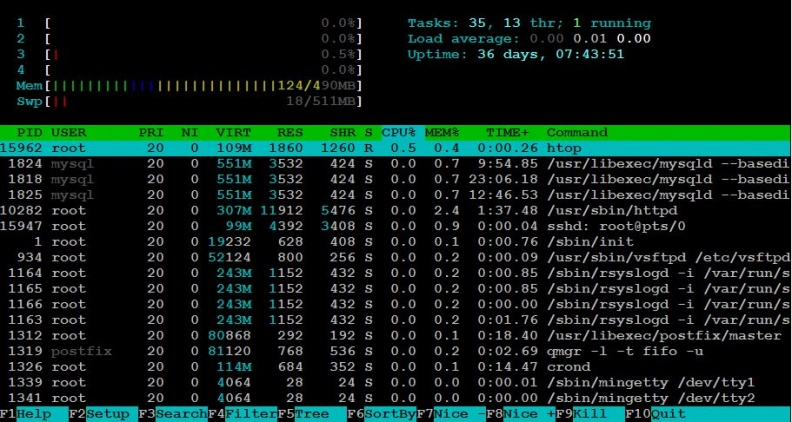 1 [ 0.0%] Tasks: 35, 13 thr; 1 running
2 [ 0.0%] Load average: 0.00 0.01 0.00
3 [| 0.5%] Uptime: 36 days, 07:43:51
4 [ 0.0%]
Mem[|||||||||||||||||||||||||||124/490MB]
Swp[|| 18/511MB]
PID USER PRI NI VIRT RES SHR S CPU% MEM% TIME+ Command
15962 root 20 0 109M 1860 1260 R 0.5 0.4 0:00.26 htop
1824 mysql 20 0 551M 3532 424 S 0.0 0.7 9:54.85 /usr/libexec/mysqld --basedi
1818 mysql 20 0 551M 3532 424 S 0.0 0.7 23:06.18 /usr/libexec/mysqld --basedi
1825 mysql 20 0 551M 3532 424 S 0.0 0.7 12:46.53 /usr/libexec/mysqld --basedi
10282 root 20 0 307M 11912 5476 S 0.0 2.4 1:37.48 /usr/sbin/httpd
15947 root 20 0 99M 4392 3408 S 0.0 0.9 0:00.04 sshd: root@pts/0
1 root 20 0 19232 628 408 S 0.0 0.1 0:00.76 /sbin/init
934 root 20 0 52124 800 256 S 0.0 0.2 0:00.09 /usr/sbin/vsftpd /etc/vsftpd
1164 root 20 0 243M 1152 432 S 0.0 0.2 0:00.85 /sbin/rsyslogd -i /var/run/s
1165 root 20 0 243M 1152 432 S 0.0 0.2 0:00.85 /sbin/rsyslogd -i /var/run/s
1166 root 20 0 243M 1152 432 S 0.0 0.2 0:00.00 /sbin/rsyslogd -i /var/run/s
1163 root 20 0 243M 1152 432 S 0.0 0.2 0:01.76 /sbin/rsyslogd -i /var/run/s
1312 root 20 0 80868 292 192 S 0.0 0.1 0:18.40 /usr/libexec/postfix/master
1319 postfix 20 0 81120 768 536 S 0.0 0.2 0:02.69 qmgr -l -t fifo -u
1326 root 20 0 114M 684 352 S 0.0 0.1 0:14.47 crond
1339 root 20 0 4064 28 24 S 0.0 0.0 0:00.01 /sbin/mingetty /dev/tty1
1341 root 20 0 4064 28 24 S 0.0 0.0 0:00.00 /sbin/mingetty /dev/tty2
F1Help F2Setup F3SearchF4FilterF5Tree F6SortByF7Nice -F8Nice +F9Kill F10Quit